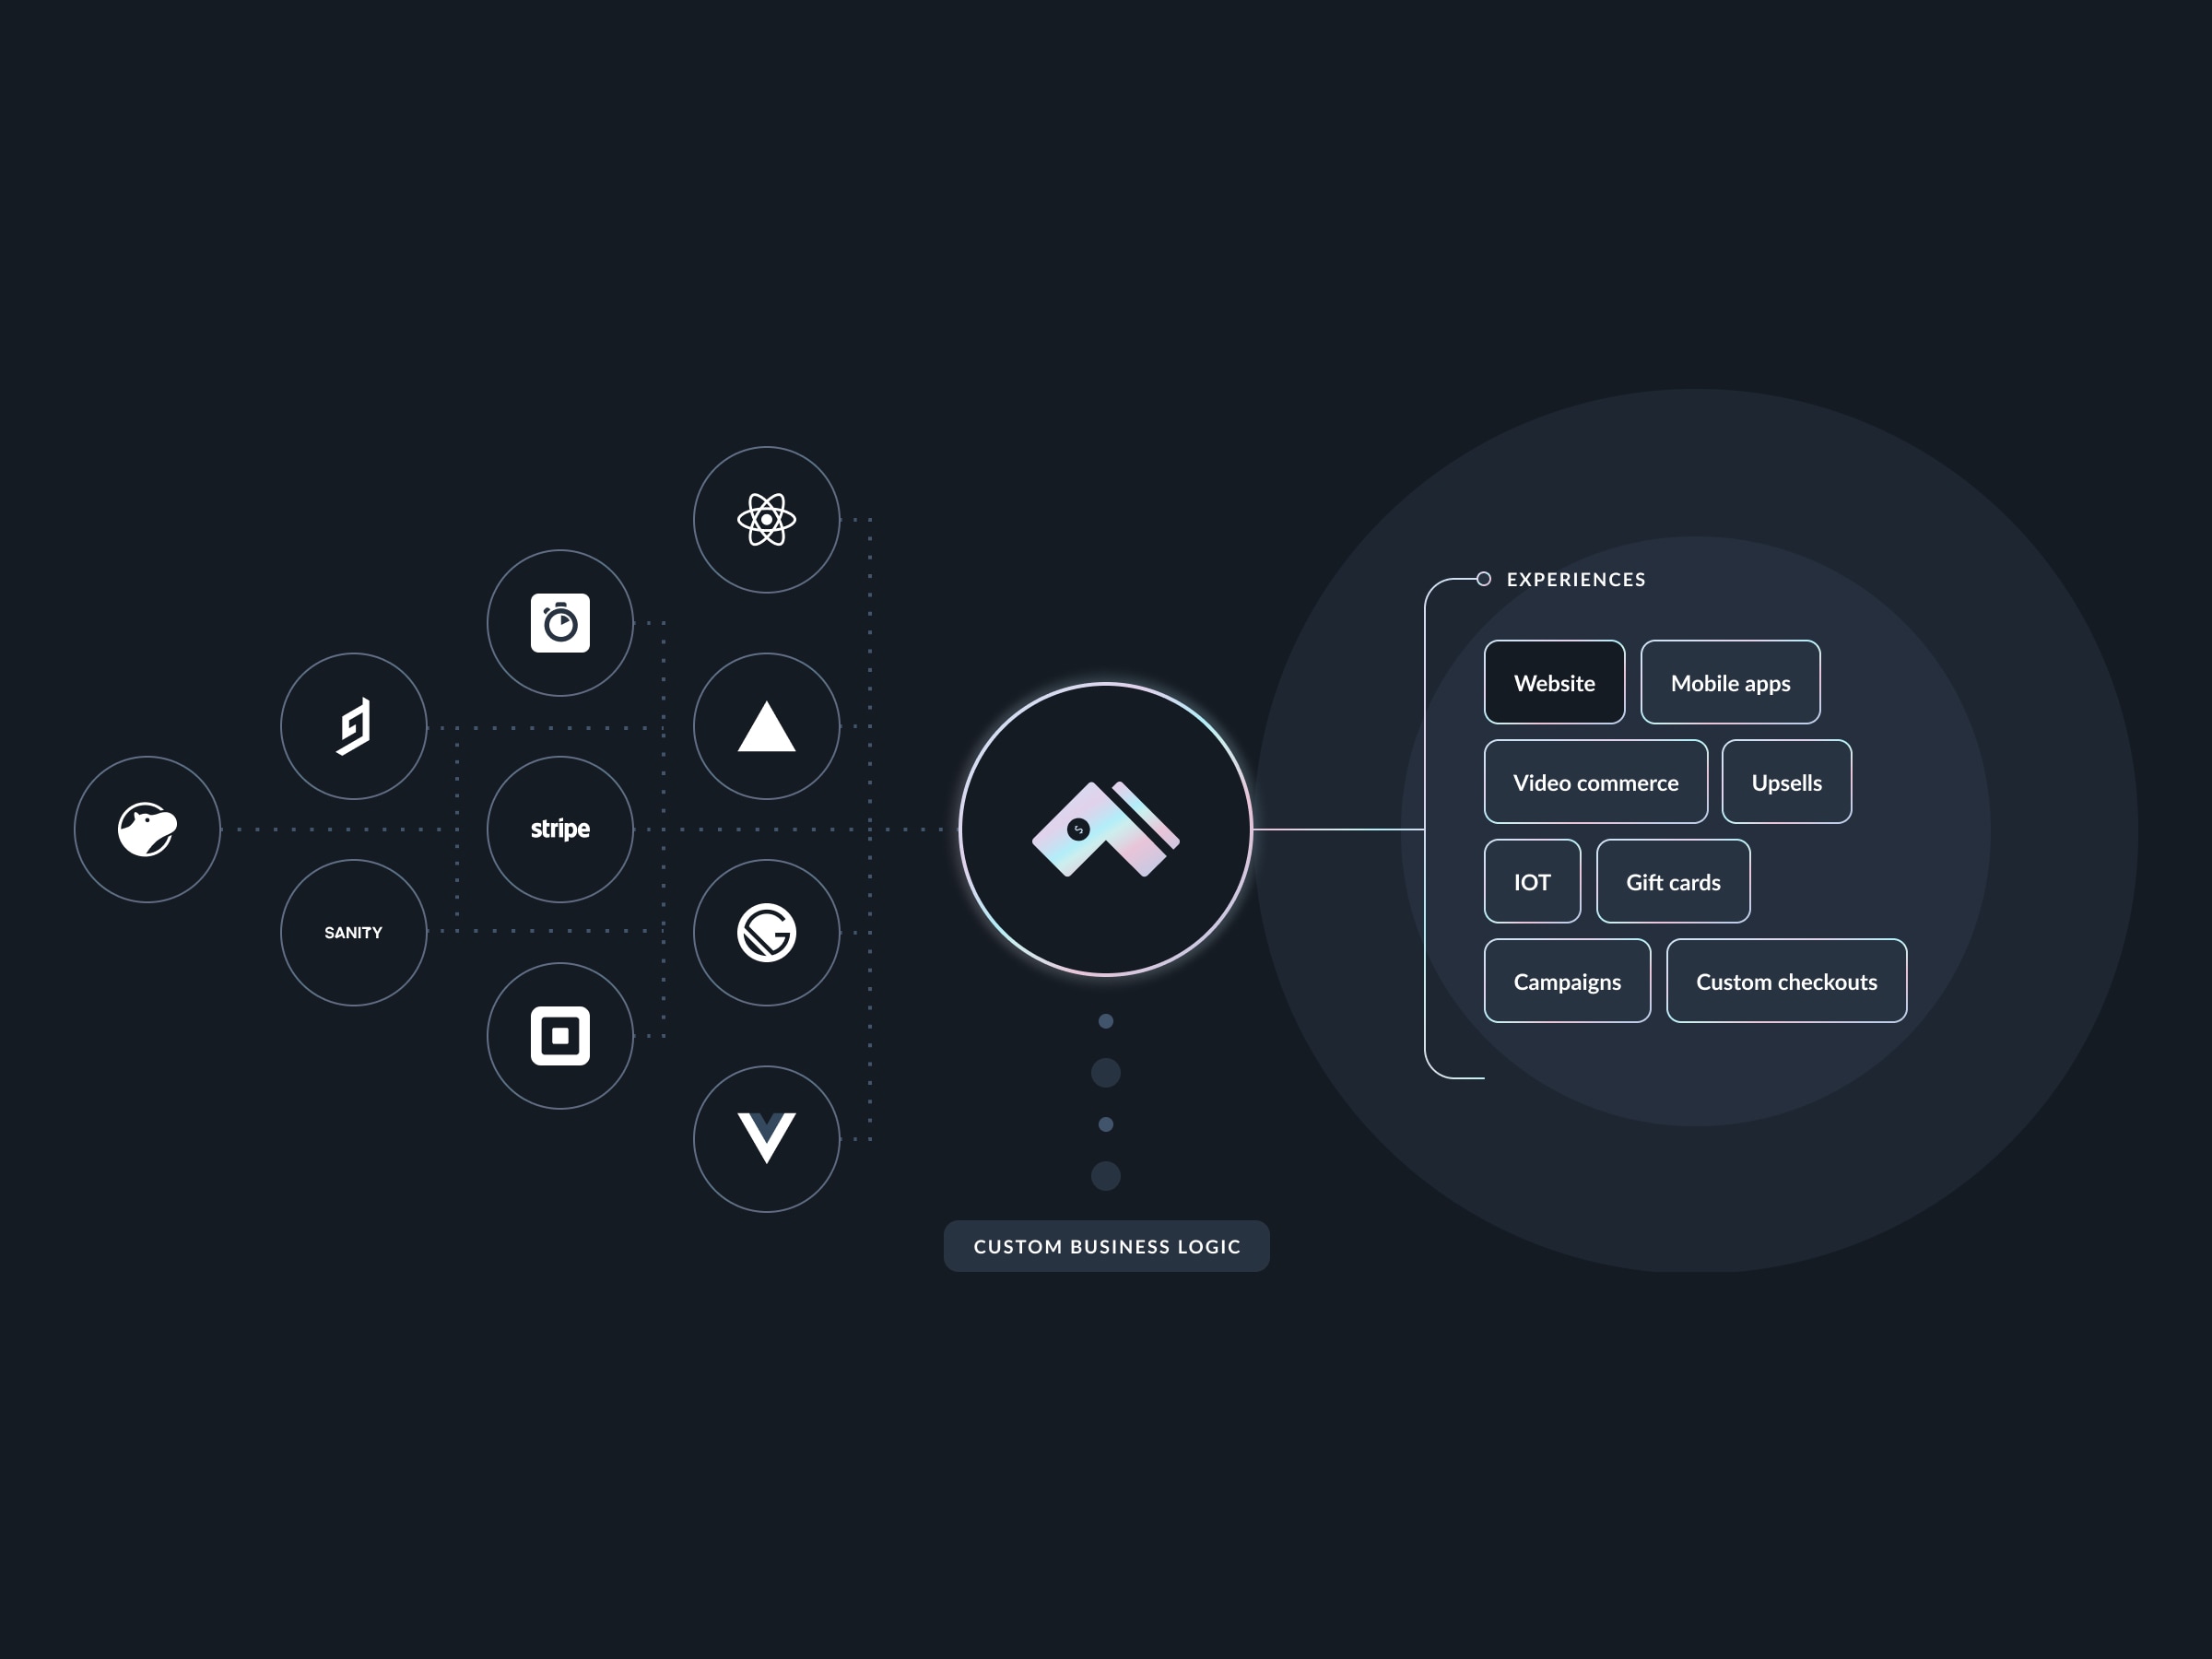 stripe
SANITY
S
EXPERIENCES
Website
Mobile apps
Video commerce
Upsells
IOT
Gift cards
Campaigns
Custom checkouts
CUSTOM BUSINESS LOGIC